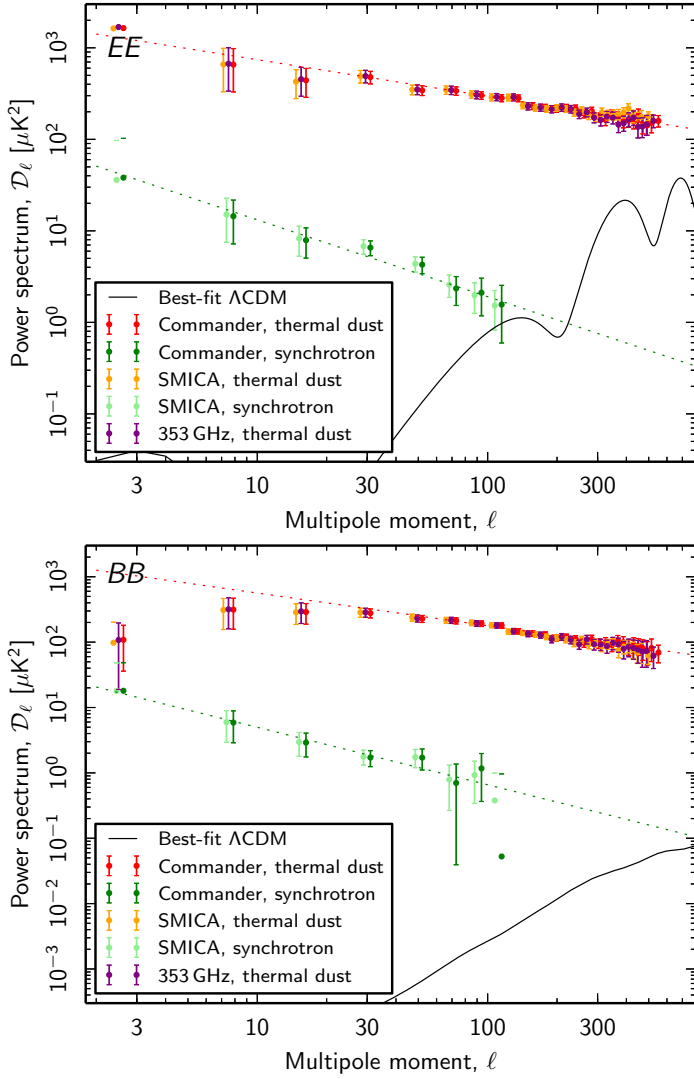 EE
Power spectrum, 𝒟ℓ [μK²]
10³
10²
10¹
10⁰
10⁻¹
Best-fit ΛCDM
Commander, thermal dust
Commander, synchrotron
SMICA, thermal dust
SMICA, synchrotron
353 GHz, thermal dust
3 10 30 100 300
Multipole moment, ℓ
BB
Power spectrum, 𝒟ℓ [μK²]
10³
10²
10¹
10⁰
10⁻¹
10⁻²
10⁻³
Best-fit ΛCDM
Commander, thermal dust
Commander, synchrotron
SMICA, thermal dust
SMICA, synchrotron
353 GHz, thermal dust
3 10 30 100 300
Multipole moment, ℓ